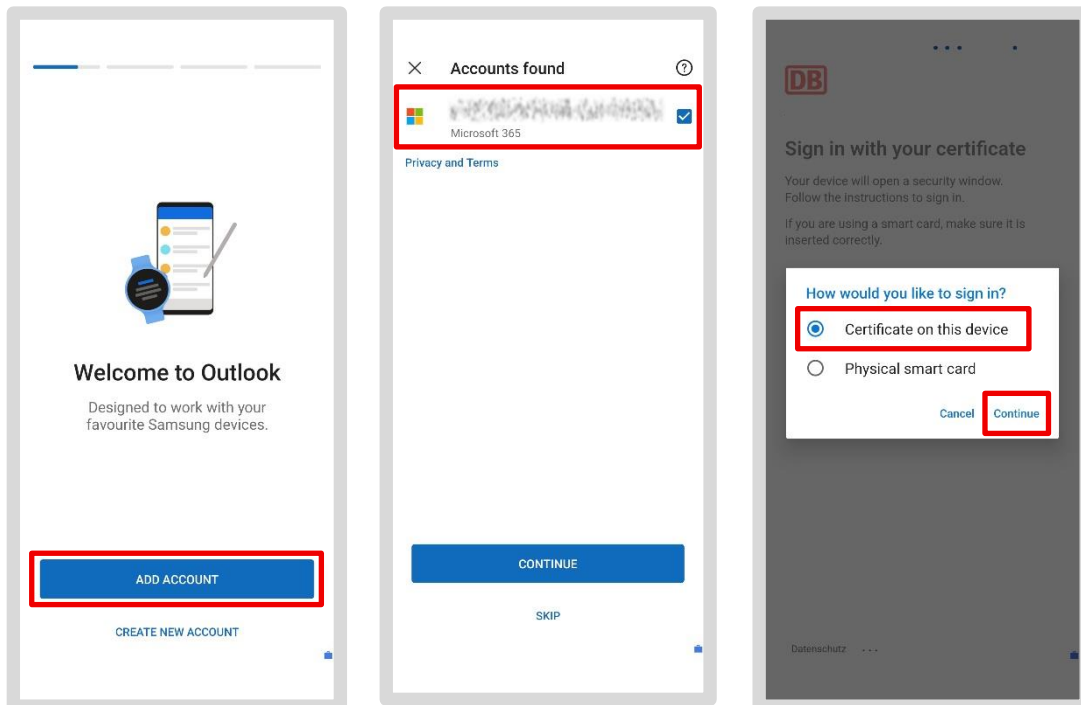 Welcome to Outlook
Designed to work with your
favourite Samsung devices.
ADD ACCOUNT
CREATE NEW ACCOUNT
Accounts found
Microsoft 365
Privacy and Terms
CONTINUE
SKIP
DB
Sign in with your certificate
Your device will open a security window.
Follow the instructions to sign in.
If you are using a smart card, make sure it is
inserted correctly.
How would you like to sign in?
Certificate on this device
Physical smart card
Cancel Continue
Datenschutz ...